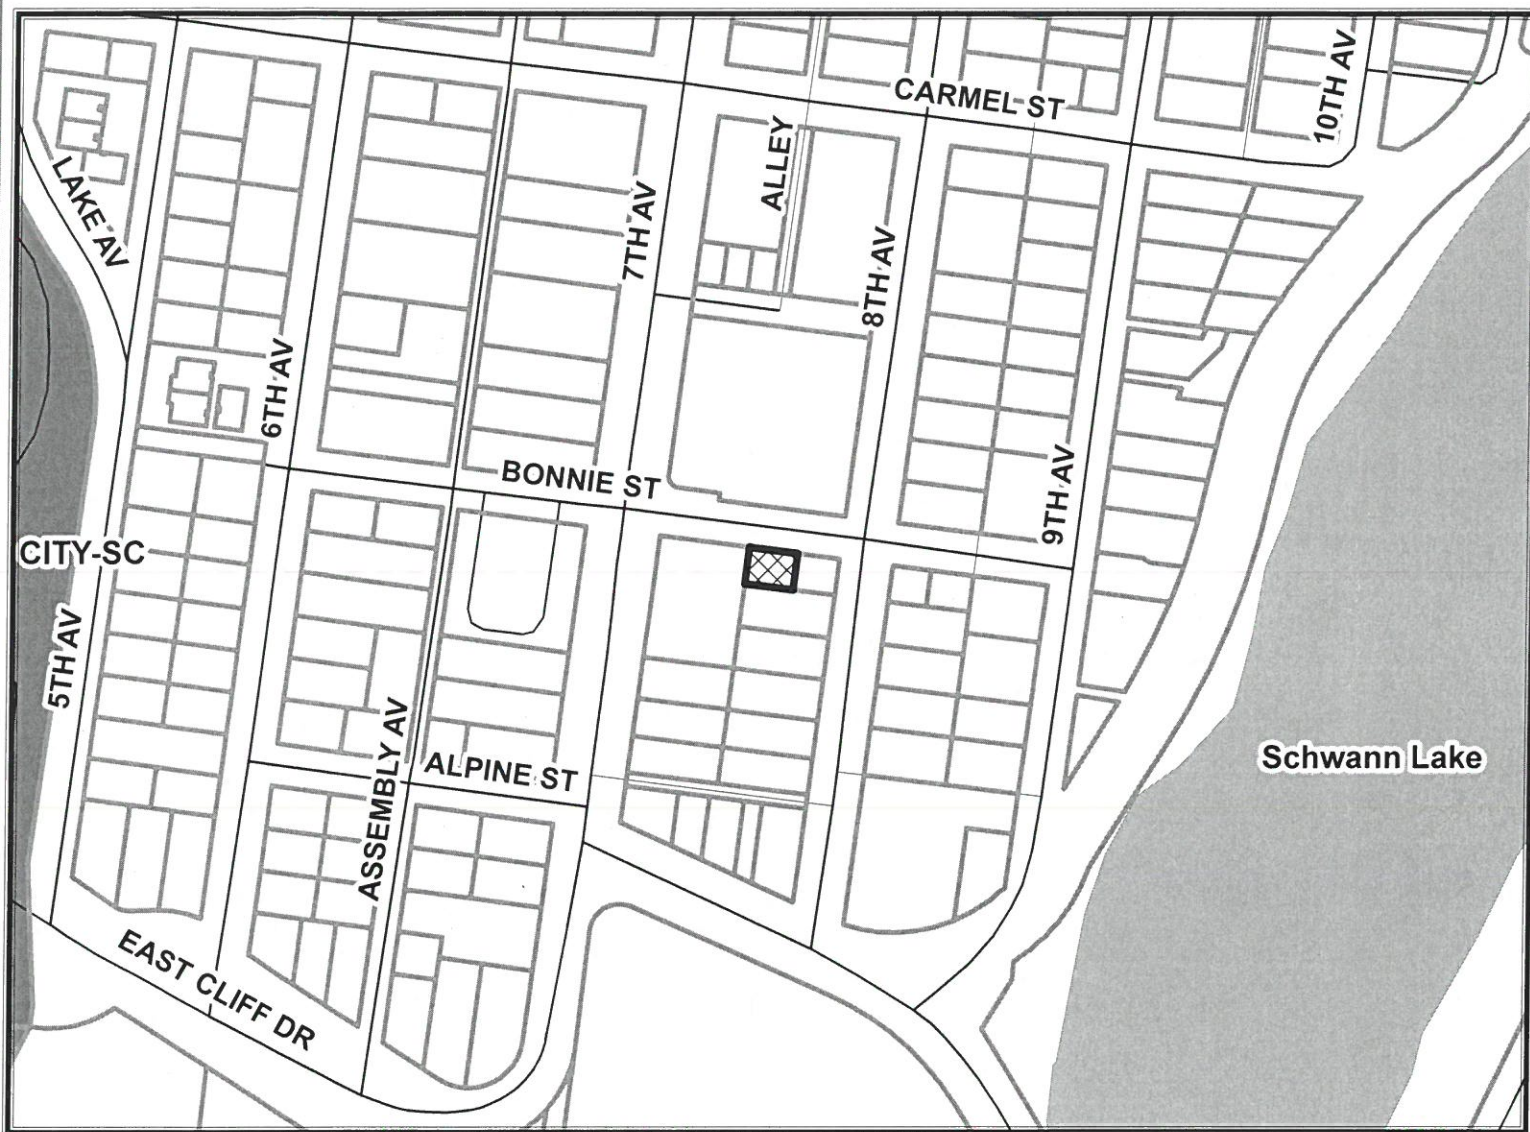 CARMEL ST
10TH AV
ALLEY
LAKE AV
7TH AV
8TH AV
6TH AV
BONNIE ST
9TH AV
CITY-SC
5TH AV
ASSEMBLY AV
ALPINE ST
Schwann Lake
EAST CLIFF DR